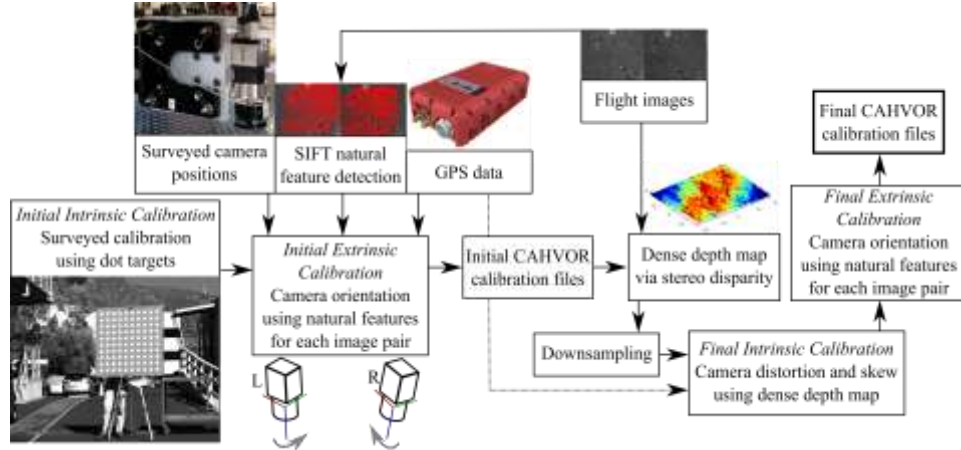 Surveyed camera
positions
SIFT natural
feature detection
GPS data
Flight images
Final CAHVOR
calibration files
Initial Intrinsic Calibration
Surveyed calibration
using dot targets
Initial Extrinsic
Calibration
Camera orientation
using natural features
for each image pair
Initial CAHVOR
calibration files
Dense depth map
via stereo disparity
Final Extrinsic
Calibration
Camera orientation
using natural features
for each image pair
Downsampling
Final Intrinsic Calibration
Camera distortion and skew
using dense depth map
L
R